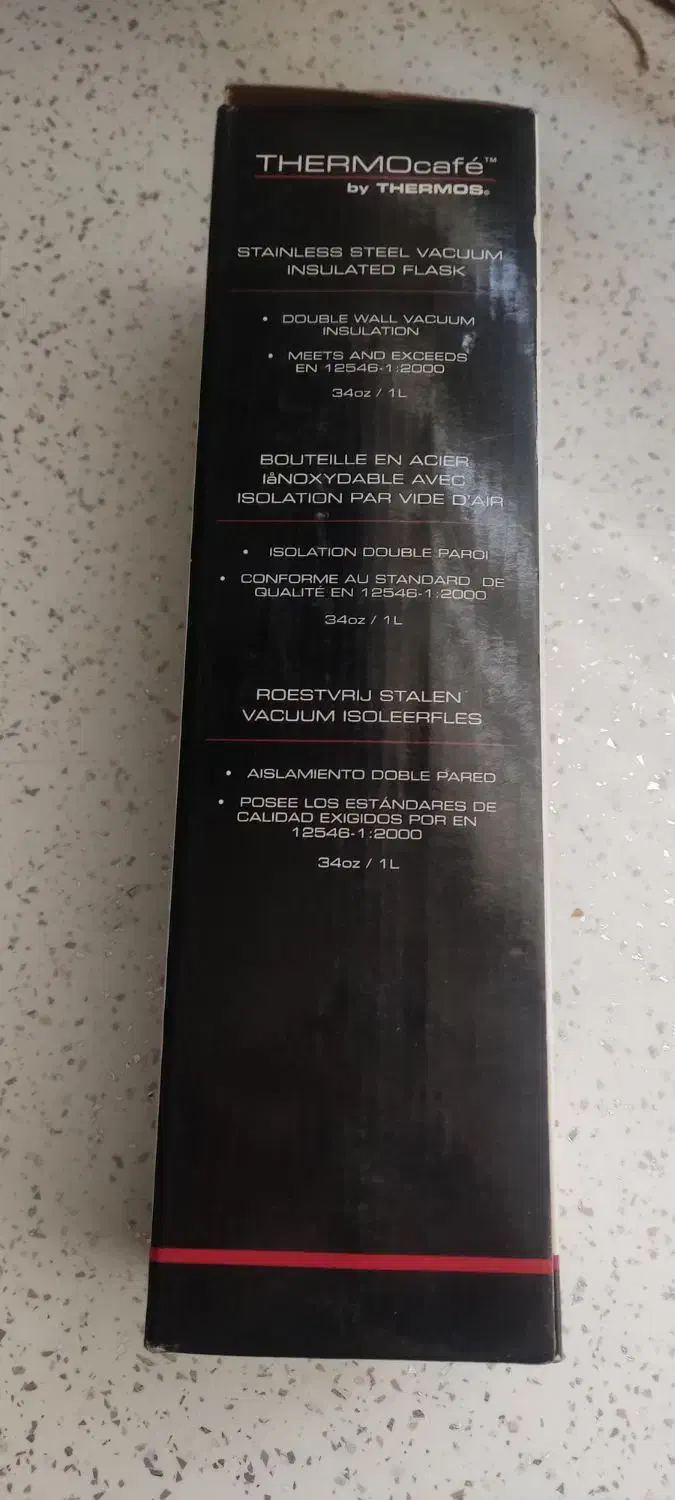 THERMOcafé™
by THERMOS®
STAINLESS STEEL VACUUM
INSULATED FLASK
• DOUBLE WALL VACUUM
INSULATION
• MEETS AND EXCEEDS
EN 12546-1:2000
34oz / 1L
BOUTEILLE EN ACIER
IåNOXYDABLE AVEC
ISOLATION PAR VIDE D'AIR
• ISOLATION DOUBLE PAROI
• CONFORME AU STANDARD DE
QUALITÉ EN 12546-1:2000
34oz / 1L
ROESTVRIJ STALEN
VACUUM ISOLEERFLES
• AISLAMIENTO DOBLE PARED
• POSEE LOS ESTÁNDARES DE
CALIDAD EXIGIDOS POR EN
12546-1:2000
34oz / 1L